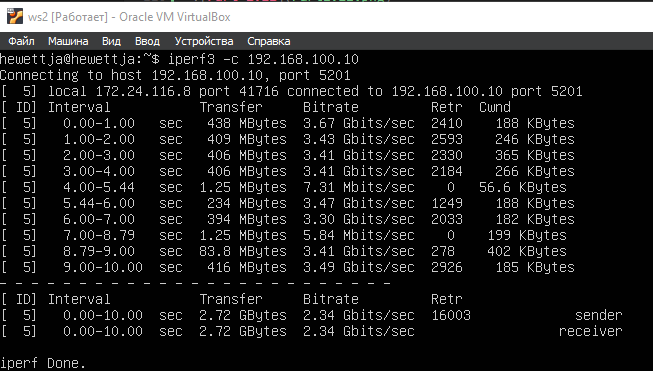 ws2 [Работает] - Oracle VM VirtualBox
Файл Машина Вид Ввод Устройства Справка
hewettja@hewettja:~$ iperf3 -c 192.168.100.10
Connecting to host 192.168.100.10, port 5201
[  5] local 172.24.116.8 port 41716 connected to 192.168.100.10 port 5201
[ ID] Interval Transfer Bitrate Retr Cwnd
[  5] 0.00-1.00 sec 438 MBytes 3.67 Gbits/sec 2410 188 KBytes
[  5] 1.00-2.00 sec 409 MBytes 3.43 Gbits/sec 2593 246 KBytes
[  5] 2.00-3.00 sec 406 MBytes 3.41 Gbits/sec 2330 365 KBytes
[  5] 3.00-4.00 sec 406 MBytes 3.41 Gbits/sec 2184 266 KBytes
[  5] 4.00-5.44 sec 1.25 MBytes 7.31 Mbits/sec 0 56.6 KBytes
[  5] 5.44-6.00 sec 234 MBytes 3.47 Gbits/sec 1249 188 KBytes
[  5] 6.00-7.00 sec 394 MBytes 3.30 Gbits/sec 2033 182 KBytes
[  5] 7.00-8.79 sec 1.25 MBytes 5.84 Mbits/sec 0 199 KBytes
[  5] 8.79-9.00 sec 83.8 MBytes 3.41 Gbits/sec 278 402 KBytes
[  5] 9.00-10.00 sec 416 MBytes 3.49 Gbits/sec 2926 185 KBytes
- - - - - - - - - - - - - - - - - - - - - - - - -
[ ID] Interval Transfer Bitrate Retr
[  5] 0.00-10.00 sec 2.72 GBytes 2.34 Gbits/sec 16003 sender
[  5] 0.00-10.00 sec 2.72 GBytes 2.34 Gbits/sec receiver
iperf Done.